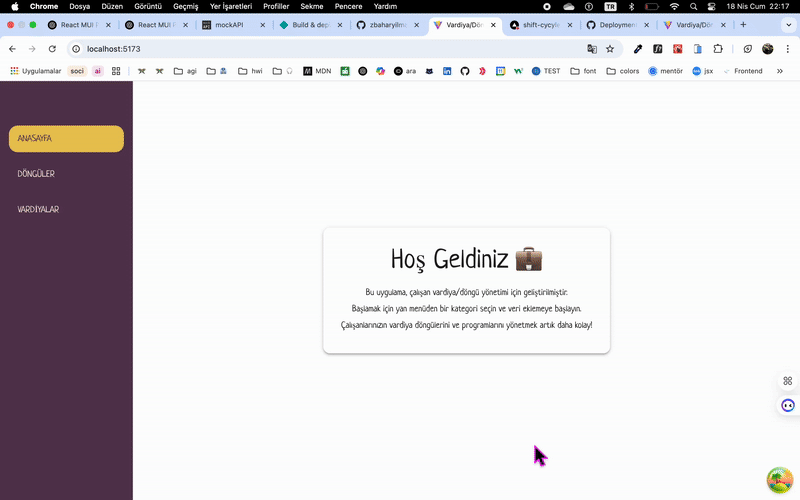 Chrome Dosya Düzen Görüntü Geçmiş Yer İşaretleri Profiller Sekme Pencere Yardım TR 18 Nis Cum 22:17
React MUI F React MUI F mockAPI Build & dep zbaharyilmaz Vardiya/Dön shift-cycyle Deploymen Vardiya/Dön
localhost:5173
Uygulamalar soci ai agi hwi MDN ara TEST font colors mentör jsx Frontend
ANASAYFA
DÖNGÜLER
VARDİYALAR
Hoş Geldiniz
Bu uygulama, çalışan vardiya/döngü yönetimi için geliştirilmiştir.
Başlamak için yan menüden bir kategori seçin ve veri eklemeye başlayın.
Çalışanlarınızın vardiya döngülerini ve programlarını yönetmek artık daha kolay!